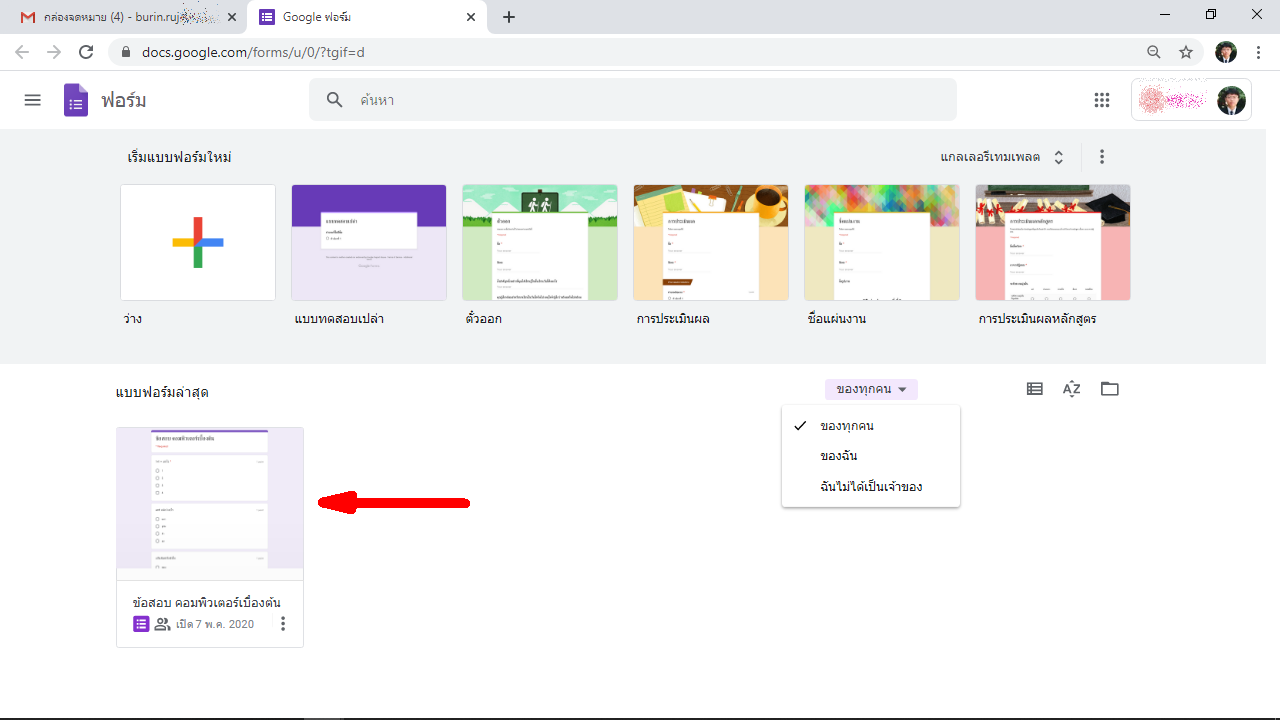 กล่องจดหมาย (4) - burin.ruj
Google ฟอร์ม
docs.google.com/forms/u/0/?tgif=d
ฟอร์ม
ค้นหา
เริ่มแบบฟอร์มใหม่
แกลเลอรีเทมเพลต
ว่าง
แบบทดสอบเปล่า
ตั๋วออก
การประเมินผล
ชื่อแผ่นงาน
การประเมินผลหลักสูตร
แบบฟอร์มล่าสุด
ของทุกคน
AZ
ของทุกคน
ของฉัน
ฉันไม่ได้เป็นเจ้าของ
ข้อสอบ คอมพิวเตอร์เบื้องต้น
เปิด 7 พ.ค. 2020